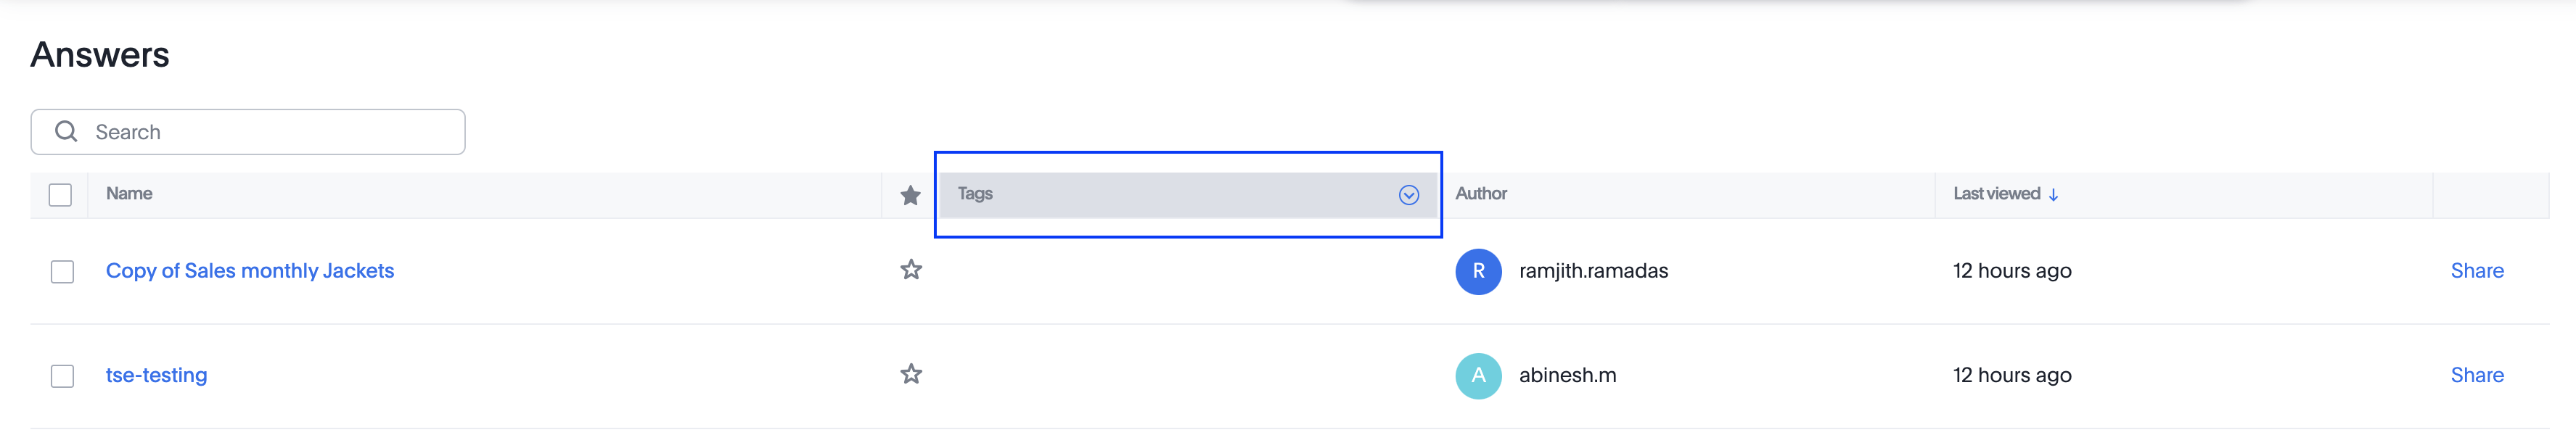 Answers
Search
Name Tags Author Last viewed
Copy of Sales monthly Jackets R ramjith.ramadas 12 hours ago Share
tse-testing A abinesh.m 12 hours ago Share